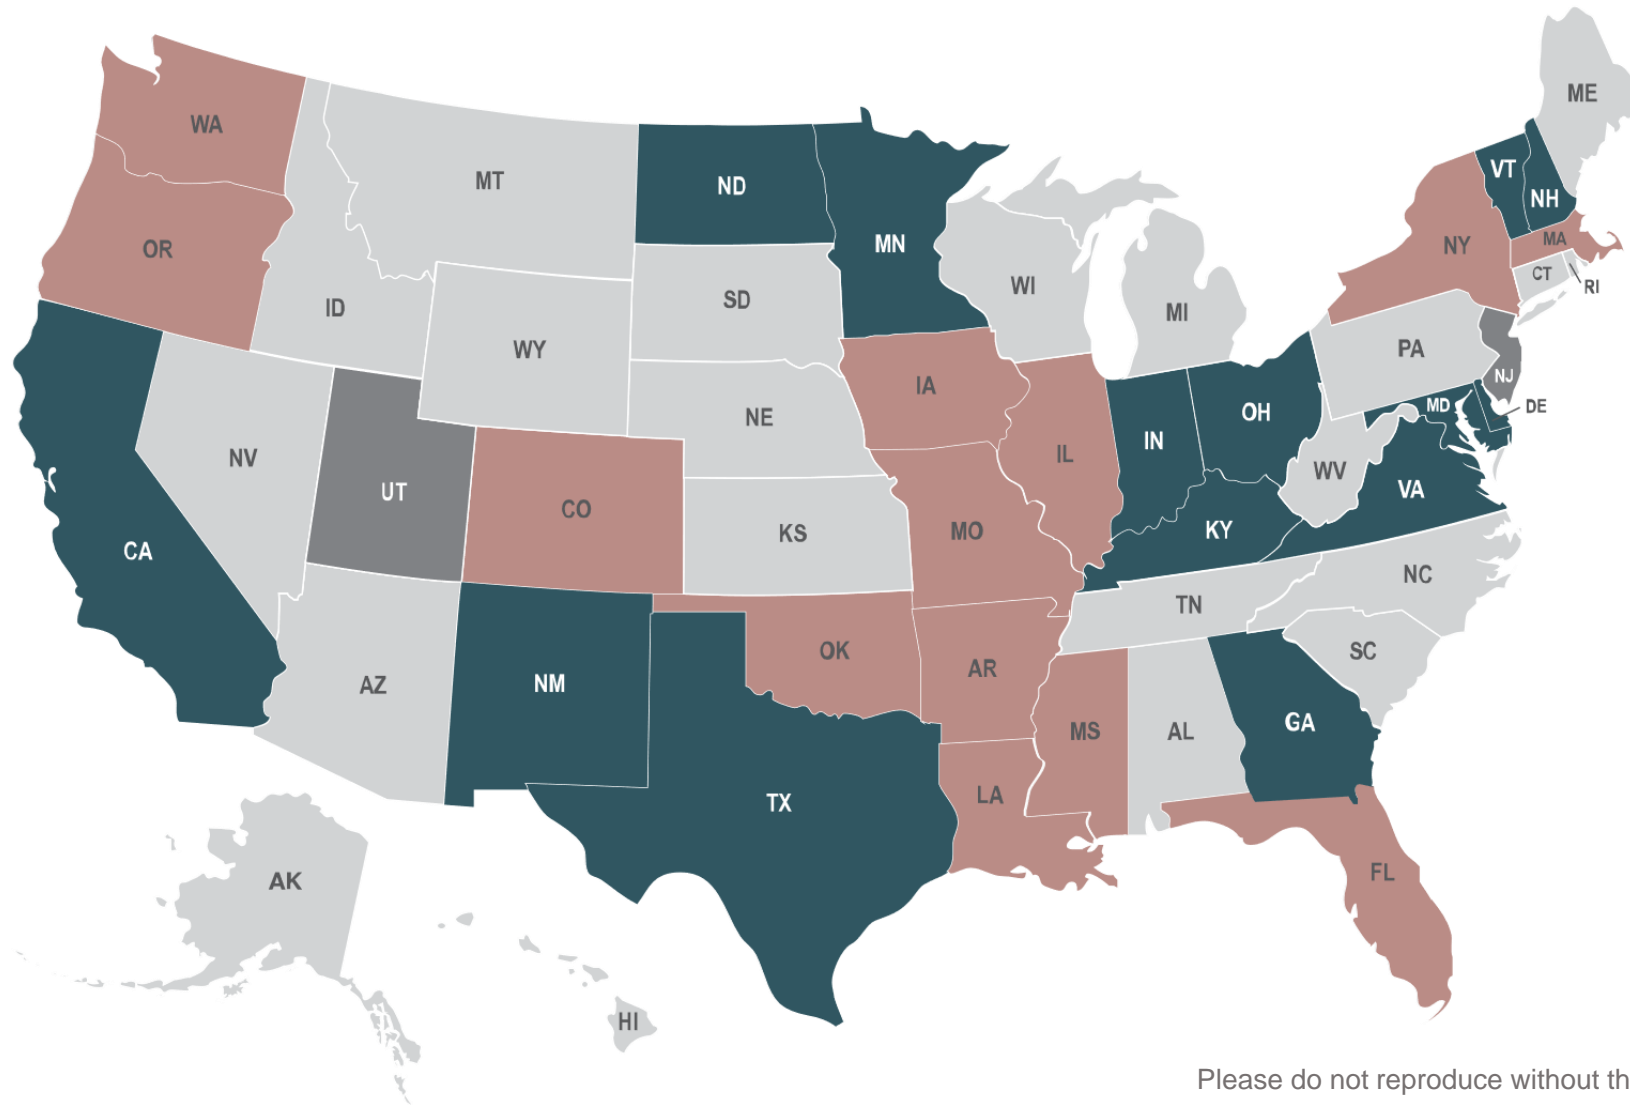 ME
WA
VT
MT
ND
NH
MN
OR
NY
MA
CT
RI
WI
SD
ID
MI
WY
PA
IA
NJ
NE
MD
DE
OH
IN
NV
IL
WV
UT
VA
CO
MO
KS
KY
CA
NC
TN
OK
SC
AR
NM
AZ
GA
MS
AL
LA
TX
FL
AK
HI
Please do not reproduce without th